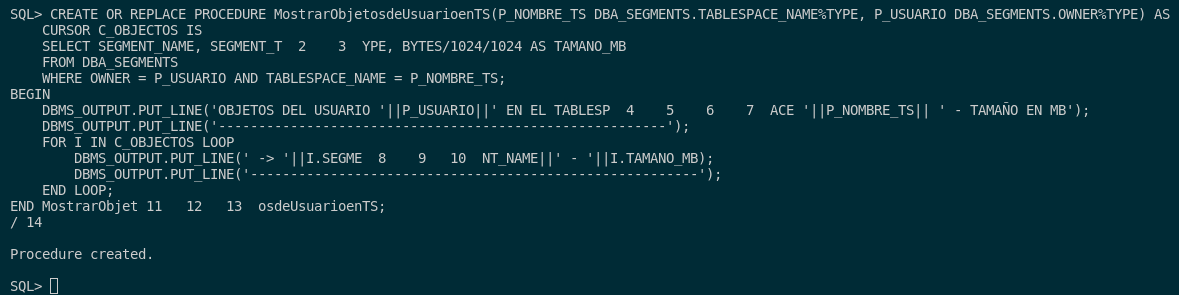 SQL> CREATE OR REPLACE PROCEDURE MostrarObjetosdeUsuarioenTS(P_NOMBRE_TS DBA_SEGMENTS.TABLESPACE_NAME%TYPE, P_USUARIO DBA_SEGMENTS.OWNER%TYPE) AS
    CURSOR C_OBJECTOS IS
    SELECT SEGMENT_NAME, SEGMENT_T  2    3  YPE, BYTES/1024/1024 AS TAMANO_MB
    FROM DBA_SEGMENTS
    WHERE OWNER = P_USUARIO AND TABLESPACE_NAME = P_NOMBRE_TS;
BEGIN
    DBMS_OUTPUT.PUT_LINE('OBJETOS DEL USUARIO '||P_USUARIO||' EN EL TABLESP  4    5    6    7  ACE '||P_NOMBRE_TS|| ' - TAMAÑO EN MB');
    DBMS_OUTPUT.PUT_LINE('--------------------------------------------------------');
    FOR I IN C_OBJECTOS LOOP
        DBMS_OUTPUT.PUT_LINE(' -> '||I.SEGME  8    9   10  NT_NAME||' - '||I.TAMANO_MB);
        DBMS_OUTPUT.PUT_LINE('--------------------------------------------------------');
    END LOOP;
END MostrarObjet 11   12   13  osdeUsuarioenTS;
/ 14
Procedure created.
SQL>